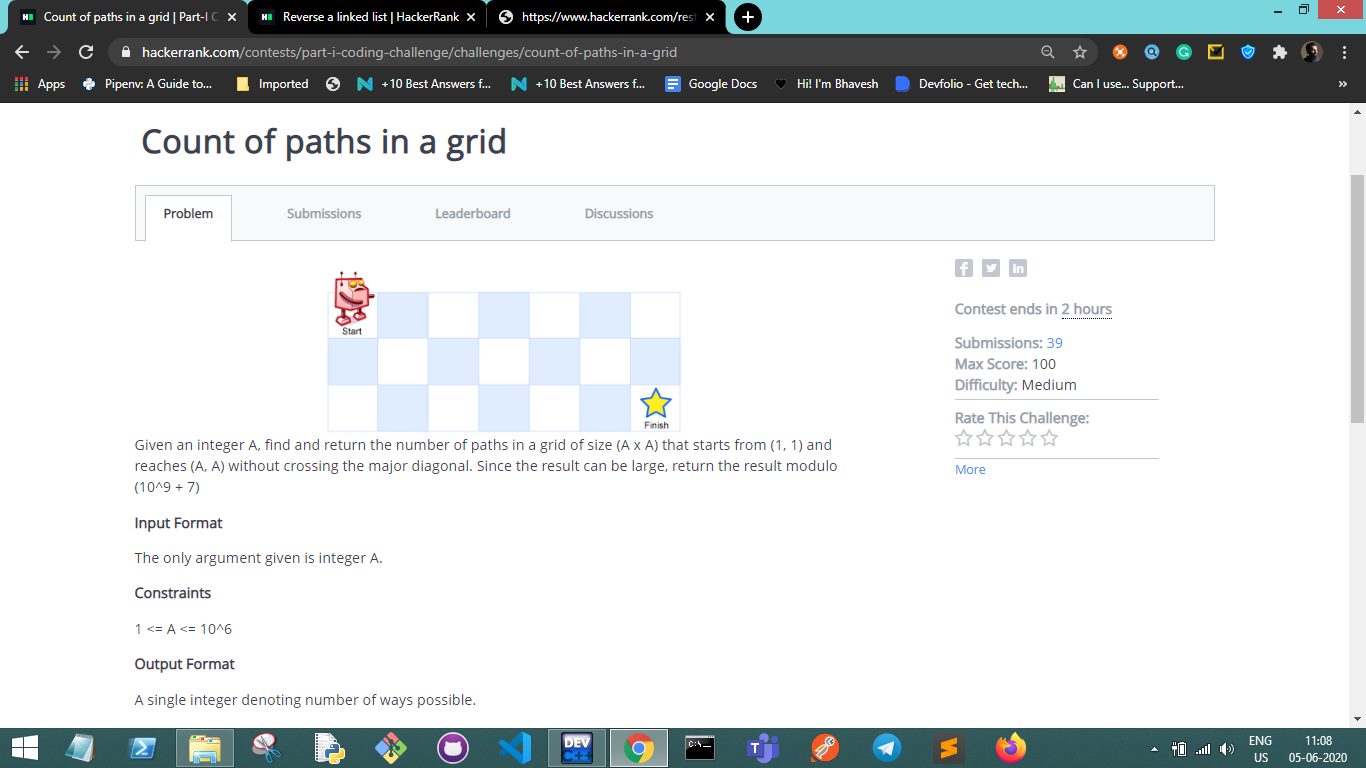 Count of paths in a grid | Part-I C
Reverse a linked list | HackerRank
https://www.hackerrank.com/rest
hackerrank.com/contests/part-i-coding-challenge/challenges/count-of-paths-in-a-grid
Apps
Pipenv: A Guide to...
Imported
+10 Best Answers f...
+10 Best Answers f...
Google Docs
Hi! I'm Bhavesh
Devfolio - Get tech...
Can I use... Support...
Count of paths in a grid
Problem
Submissions
Leaderboard
Discussions
Start
Finish
Given an integer A, find and return the number of paths in a grid of size (A x A) that starts from (1, 1) and
reaches (A, A) without crossing the major diagonal. Since the result can be large, return the result modulo
(10^9 + 7)
Input Format
The only argument given is integer A.
Constraints
1 <= A <= 10^6
Output Format
A single integer denoting number of ways possible.
Contest ends in 2 hours
Submissions: 39
Max Score: 100
Difficulty: Medium
Rate This Challenge:
More
DEV
C++
ENG
US
11:08
05-06-2020